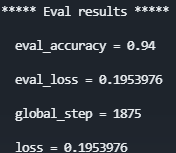 ***** Eval results *****
eval_accuracy = 0.94
eval_loss = 0.1953976
global_step = 1875
loss = 0.1953976